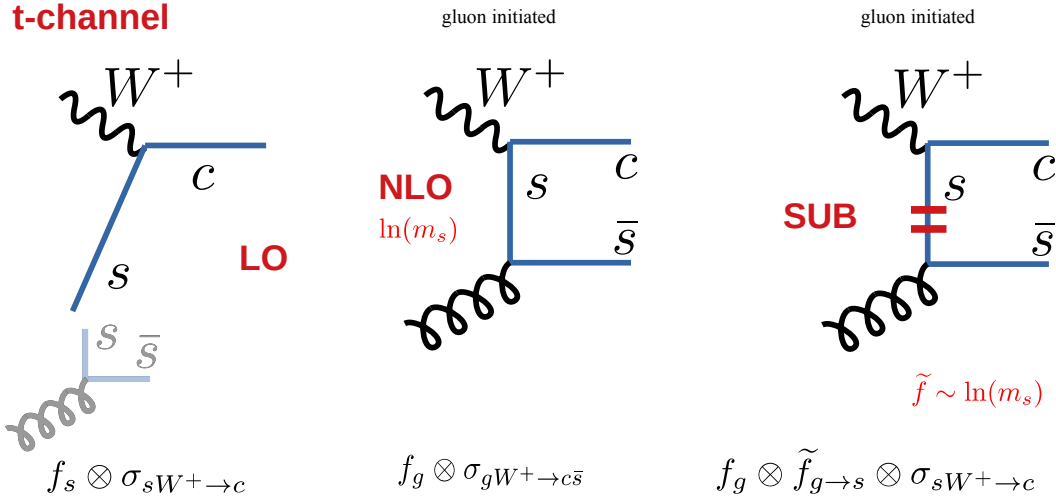 t-channel
W⁺
c
s
LO
s
s̄
f_s ⊗ σ_{sW⁺→c}
gluon initiated
W⁺
c
s
NLO
ln(m_s)
s̄
f_g ⊗ σ_{gW⁺→cs̄}
gluon initiated
W⁺
c
s
SUB
s̄
f̃ ∼ ln(m_s)
f_g ⊗ f̃_{g→s} ⊗ σ_{sW⁺→c}